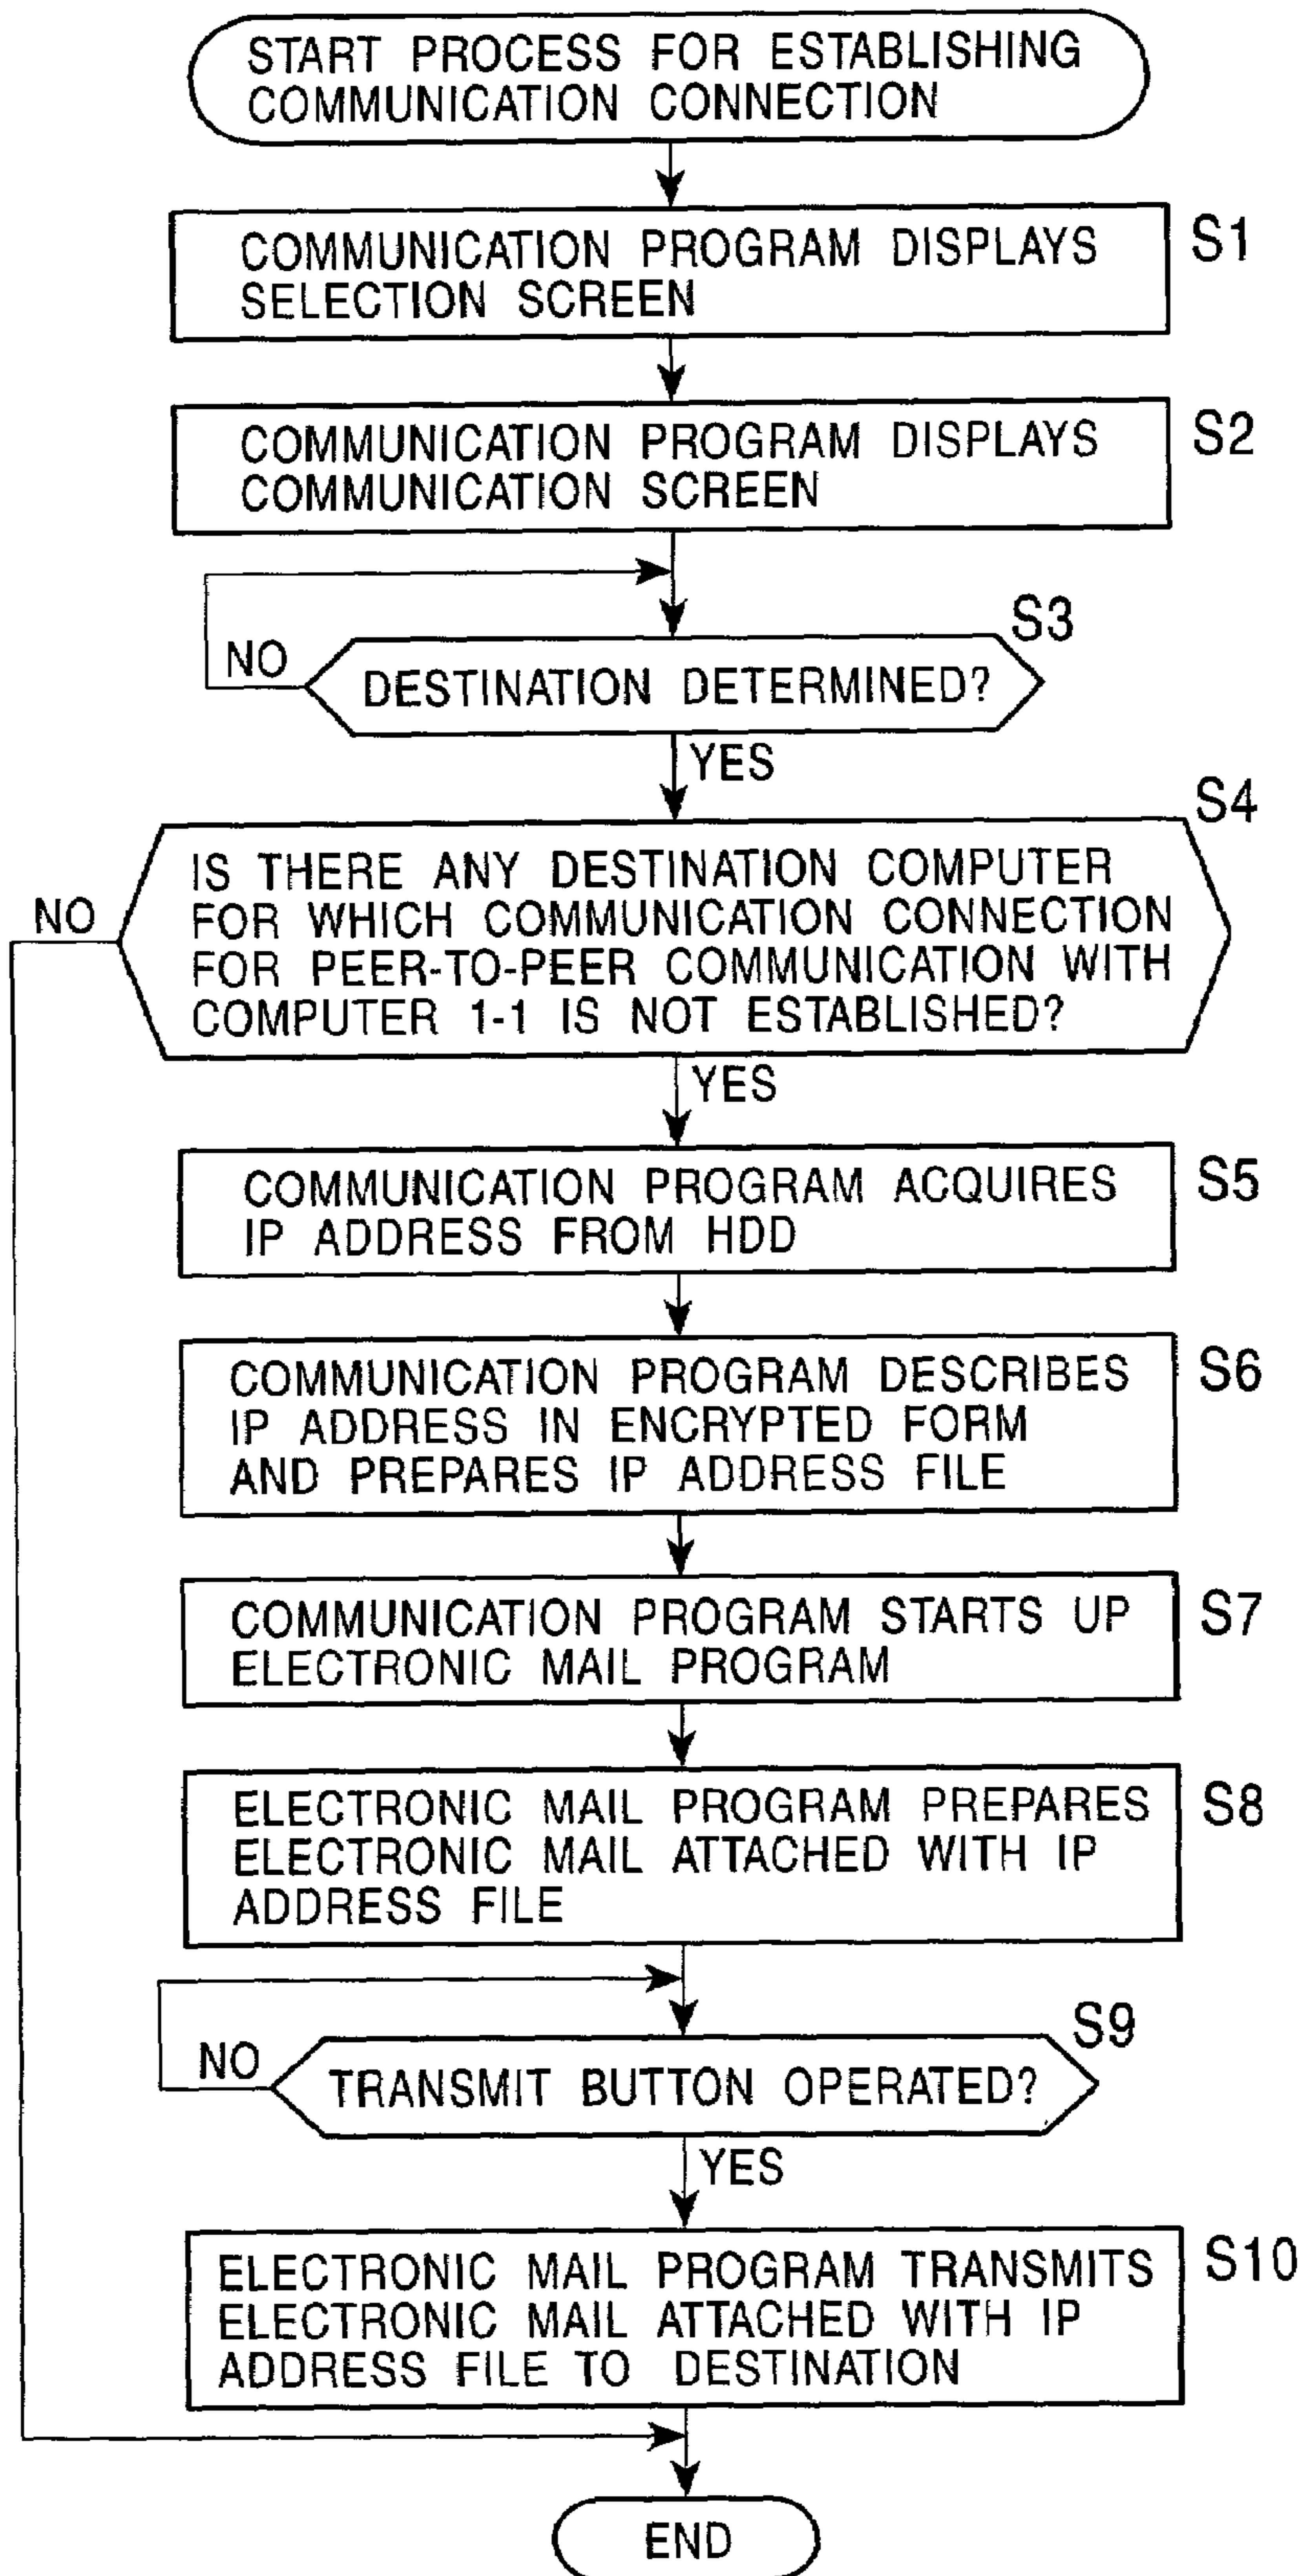 START PROCESS FOR ESTABLISHING
COMMUNICATION CONNECTION
COMMUNICATION PROGRAM DISPLAYS
SELECTION SCREEN
S1
COMMUNICATION PROGRAM DISPLAYS
COMMUNICATION SCREEN
S2
S3
NO
DESTINATION DETERMINED?
YES
S4
NO
IS THERE ANY DESTINATION COMPUTER
FOR WHICH COMMUNICATION CONNECTION
FOR PEER-TO-PEER COMMUNICATION WITH
COMPUTER 1-1 IS NOT ESTABLISHED?
YES
COMMUNICATION PROGRAM ACQUIRES
IP ADDRESS FROM HDD
S5
COMMUNICATION PROGRAM DESCRIBES
IP ADDRESS IN ENCRYPTED FORM
AND PREPARES IP ADDRESS FILE
S6
COMMUNICATION PROGRAM STARTS UP
ELECTRONIC MAIL PROGRAM
S7
ELECTRONIC MAIL PROGRAM PREPARES
ELECTRONIC MAIL ATTACHED WITH IP
ADDRESS FILE
S8
S9
NO
TRANSMIT BUTTON OPERATED?
YES
ELECTRONIC MAIL PROGRAM TRANSMITS
ELECTRONIC MAIL ATTACHED WITH IP
ADDRESS FILE TO DESTINATION
S10
END